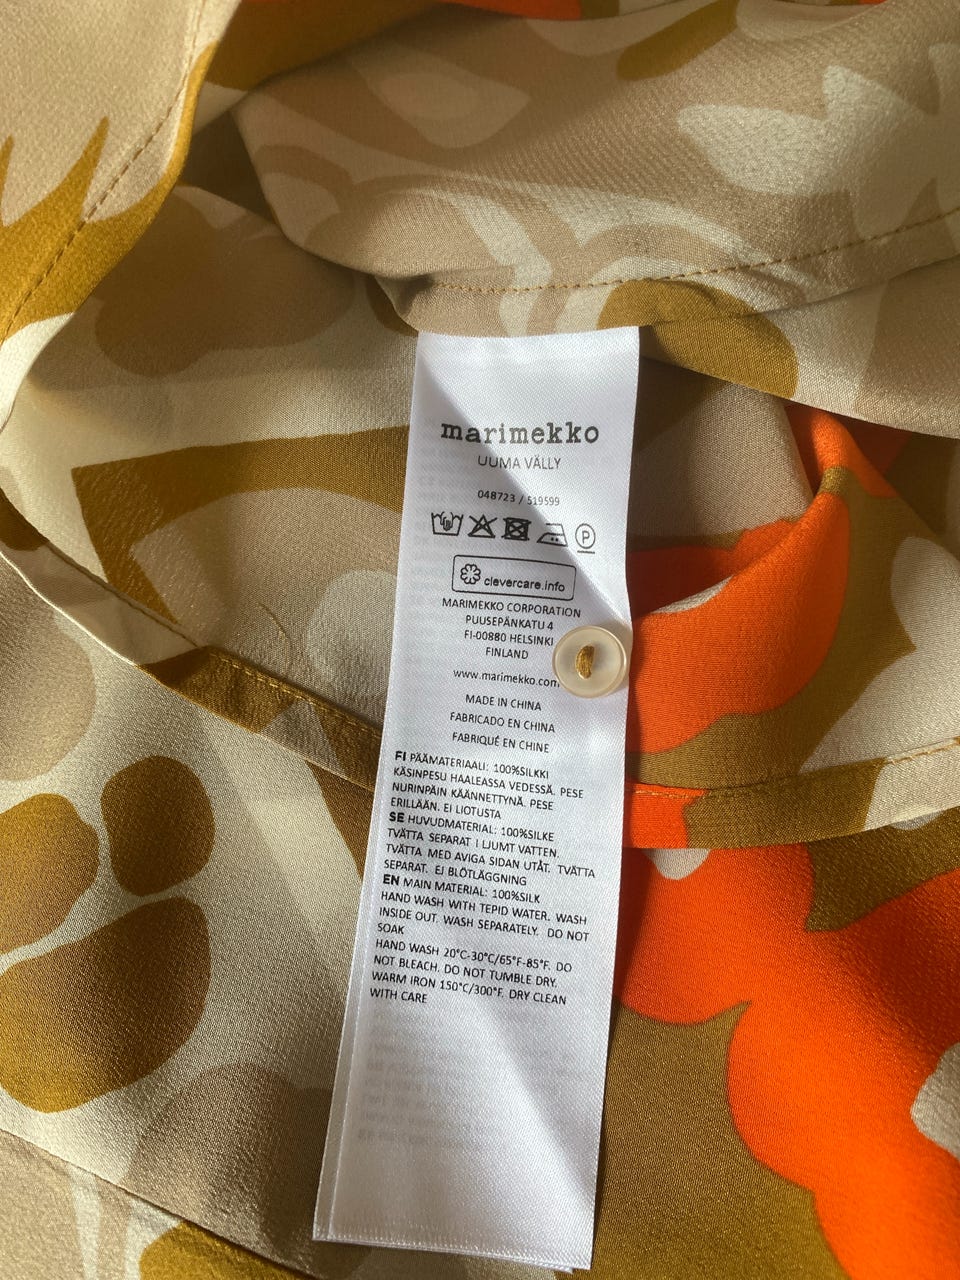 marimekko
UUMA VÄLLY
048723 / 519599
P
clevercare.info
MARIMEKKO CORPORATION
PUUSEPÄNKATU 4
FI-00880 HELSINKI
FINLAND
www.marimekko.com
MADE IN CHINA
FABRICADO EN CHINA
FABRIQUÉ EN CHINE
FI PÄÄMATERIAALI: 100%SILKKI
KÄSINPESU HAALEASSA VEDESSÄ. PESE
NURINPÄIN KÄÄNNETTYNÄ. PESE
ERILLÄÄN. EI LIOTUSTA
SE HUVUDMATERIAL: 100%SILKE
TVÄTTA SEPARAT I LJUMT VATTEN.
TVÄTTA MED AVIGA SIDAN UTÅT. TVÄTTA
SEPARAT. EJ BLÖTLÄGGNING
EN MAIN MATERIAL: 100%SILK
HAND WASH WITH TEPID WATER. WASH
INSIDE OUT. WASH SEPARATELY. DO NOT
SOAK
HAND WASH 20°C-30°C/65°F-85°F. DO
NOT BLEACH. DO NOT TUMBLE DRY.
WARM IRON 150°C/300°F. DRY CLEAN
WITH CARE